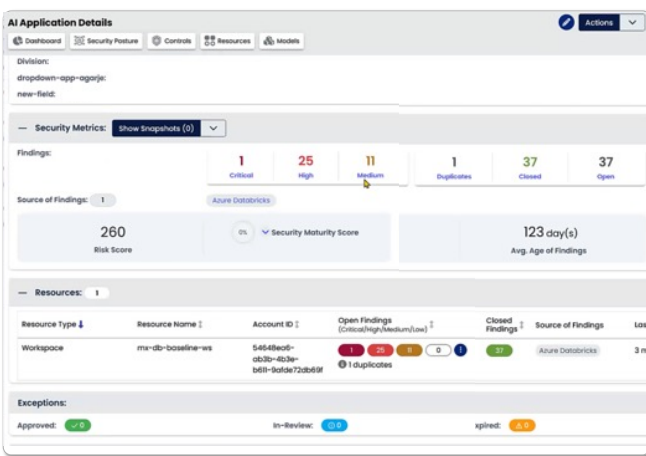 AI Application Details
Actions
Dashboard Security Posture Controls Resources Models
Division:
dropdown-app-agarje:
new-field:
— Security Metrics: Show Snapshots (0)
Findings:
1 25 11 1 37 37
Critical High Medium Duplicates Closed Open
Source of Findings: 1 Azure Databricks
260 0% Security Maturity Score 123 day(s)
Risk Score Avg. Age of Findings
— Resources: 1
Resource Type Resource Name Account ID Open Findings (Critical/High/Medium/Low) Closed Findings Source of Findings Las
Workspace mx-db-baseline-ws 54648ea6- 1 25 11 0 37 Azure Databricks 3 m
ab3b-4b3e- 1 duplicates
b611-9afde72db69f
Exceptions:
Approved: 0 In-Review: 0 xpired: 0